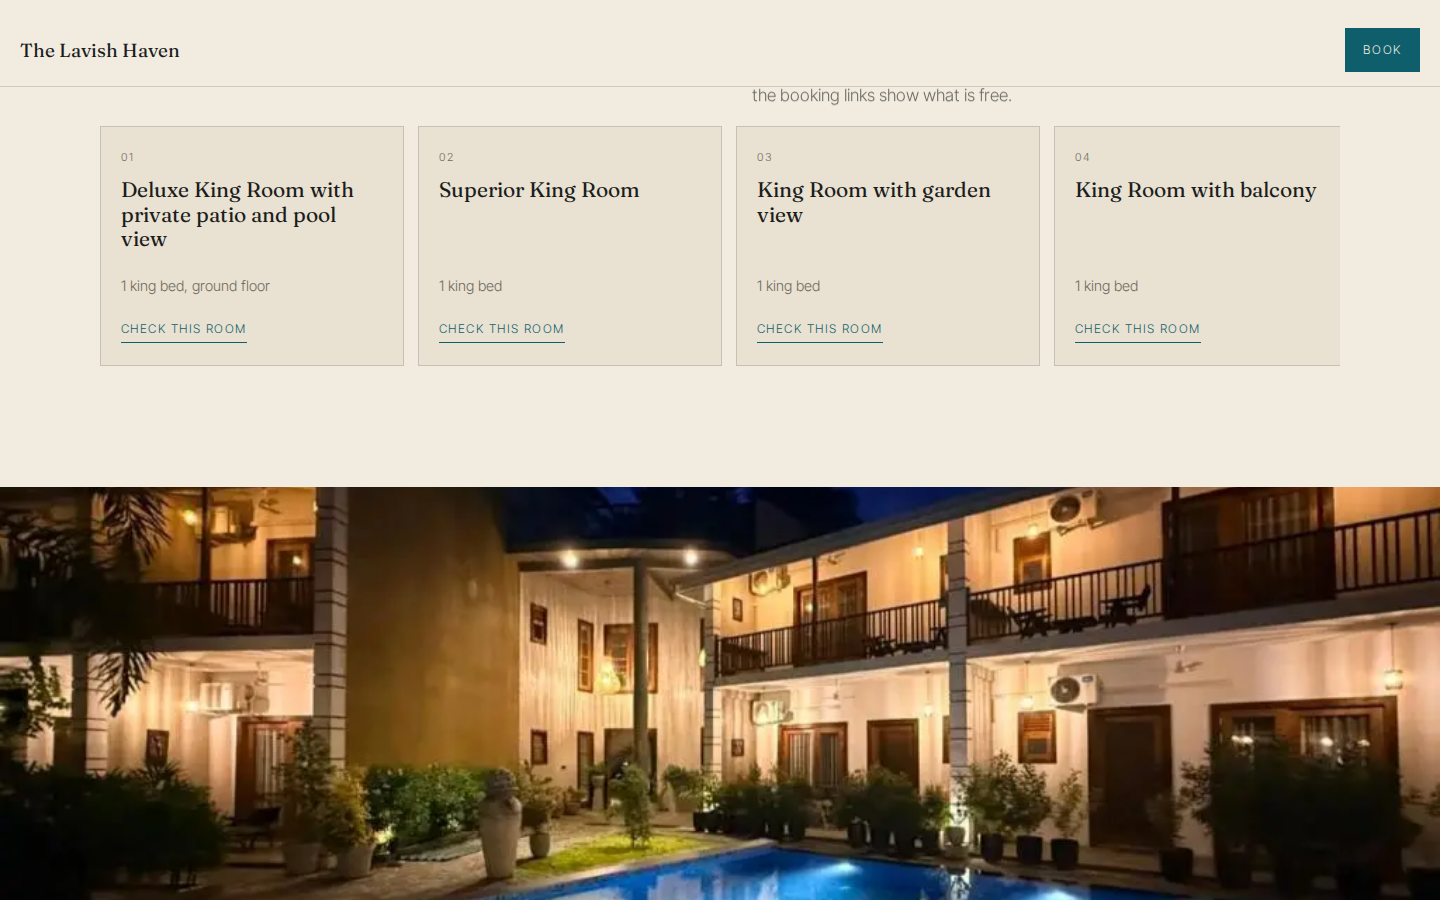 The Lavish Haven
BOOK
the booking links show what is free.
01
Deluxe King Room with
private patio and pool
view
1 king bed, ground floor
CHECK THIS ROOM
02
Superior King Room
1 king bed
CHECK THIS ROOM
03
King Room with garden
view
1 king bed
CHECK THIS ROOM
04
King Room with balcony
1 king bed
CHECK THIS ROOM